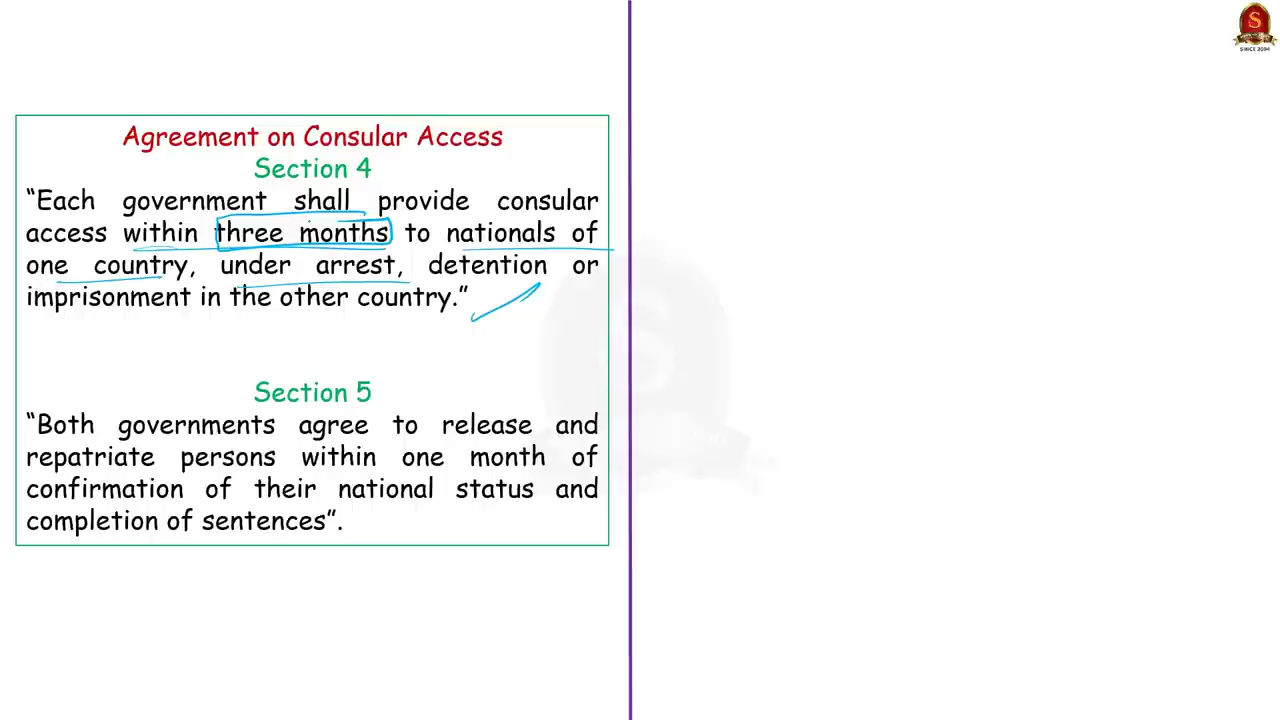 Agreement on Consular Access
Section 4
“Each government shall provide consular
access within three months to nationals of
one country, under arrest, detention or
imprisonment in the other country.”
Section 5
“Both governments agree to release and
repatriate persons within one month of
confirmation of their national status and
completion of sentences”.
S
SINCE 2004